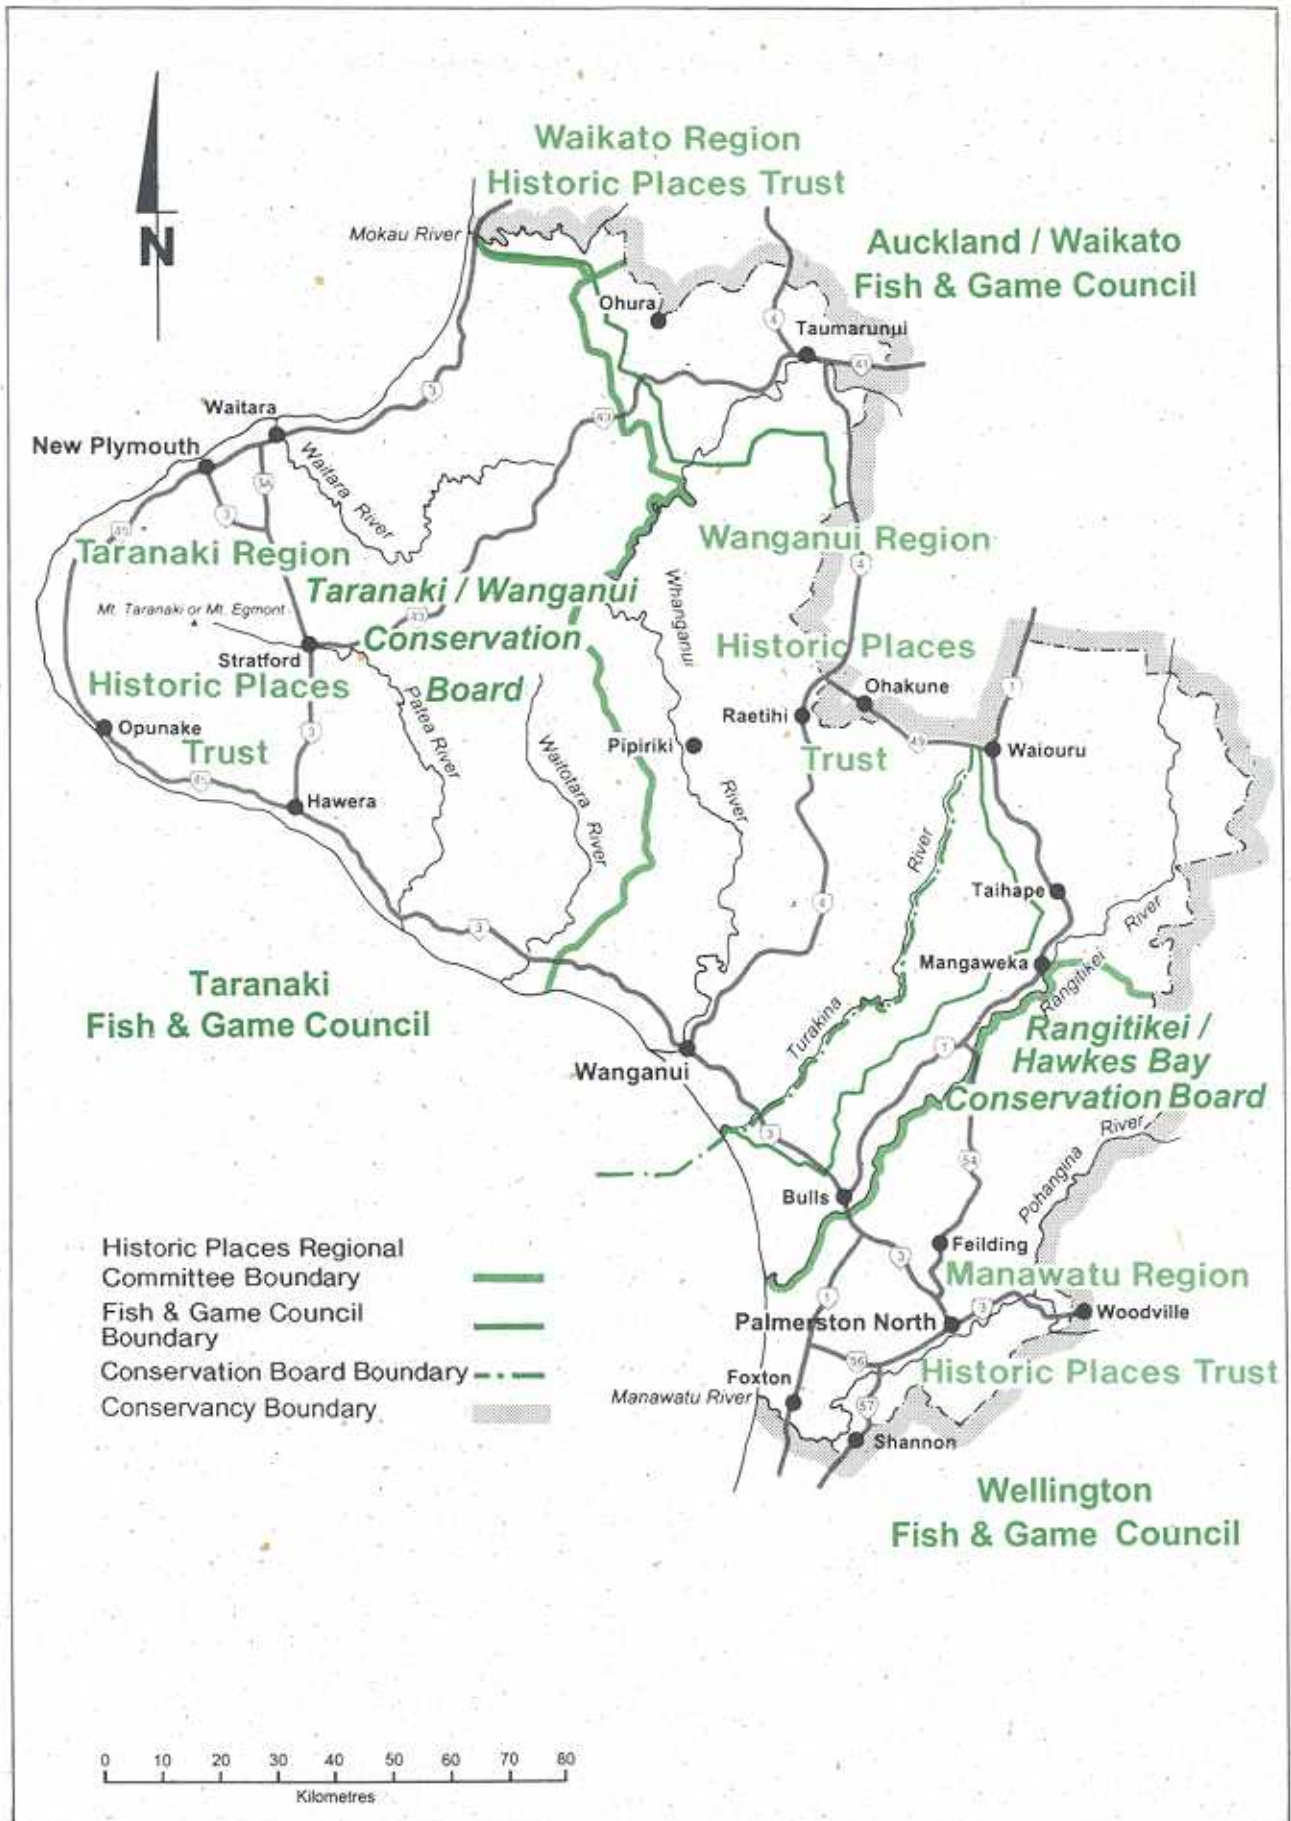 Waikato Region
Historic Places Trust
Mokau River
Auckland / Waikato
Fish & Game Council
N
Ohura
4
Taumarunui
41
3
43
Waitara
New Plymouth
Waitara River
3A
3
45
Taranaki Region
Wanganui Region
4
Taranaki / Wanganui
Conservation
Board
43
Mt. Taranaki or Mt. Egmont
Whanganui
River
Stratford
Historic Places
Historic Places
Ohakune
1
Patea River
Raetihi
Opunake
3
Waitotara River
Pipiriki
49
Waiouru
Trust
Trust
45
Hawera
River
Taihape
4
3
River
Mangaweka
Rangitikei
Taranaki
Fish & Game Council
Turakina
Rangitikei /
Hawkes Bay
Conservation Board
1
Wanganui
3
River
54
Pohangina
Bulls
Historic Places Regional
Committee Boundary
Fish & Game Council
Boundary
Conservation Board Boundary
Conservancy Boundary
3
Feilding
Manawatu Region
1
3
Woodville
Palmerston North
56
Historic Places Trust
Foxton
Manawatu River
57
Shannon
Wellington
Fish & Game Council
0 10 20 30 40 50 60 70 80
Kilometres